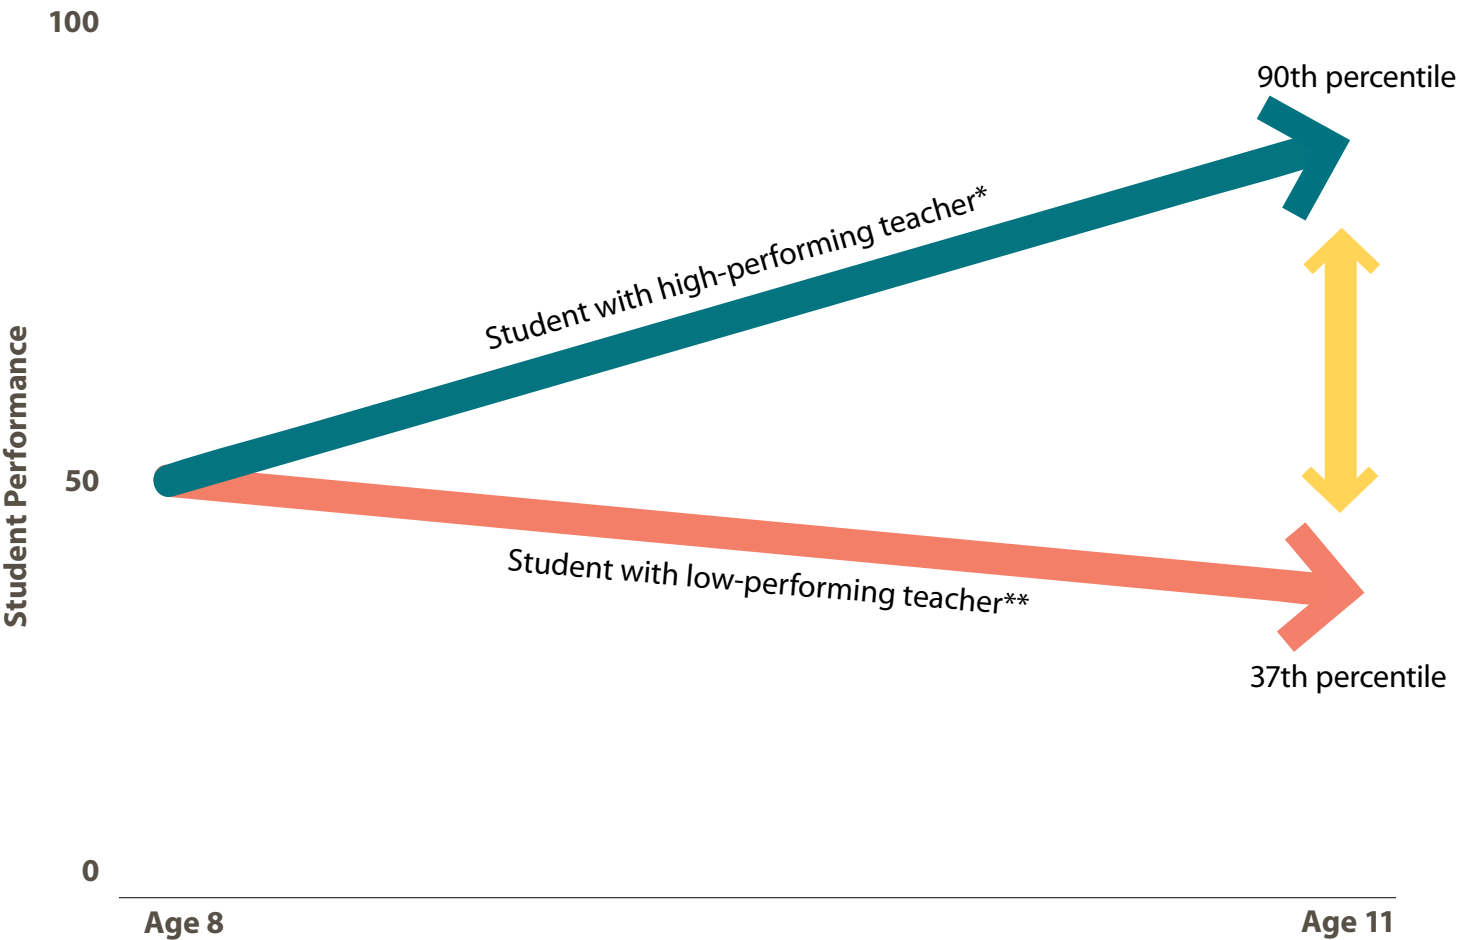 100
90th percentile
Student with high-performing teacher*
Student Performance
50
Student with low-performing teacher**
37th percentile
0
Age 8
Age 11